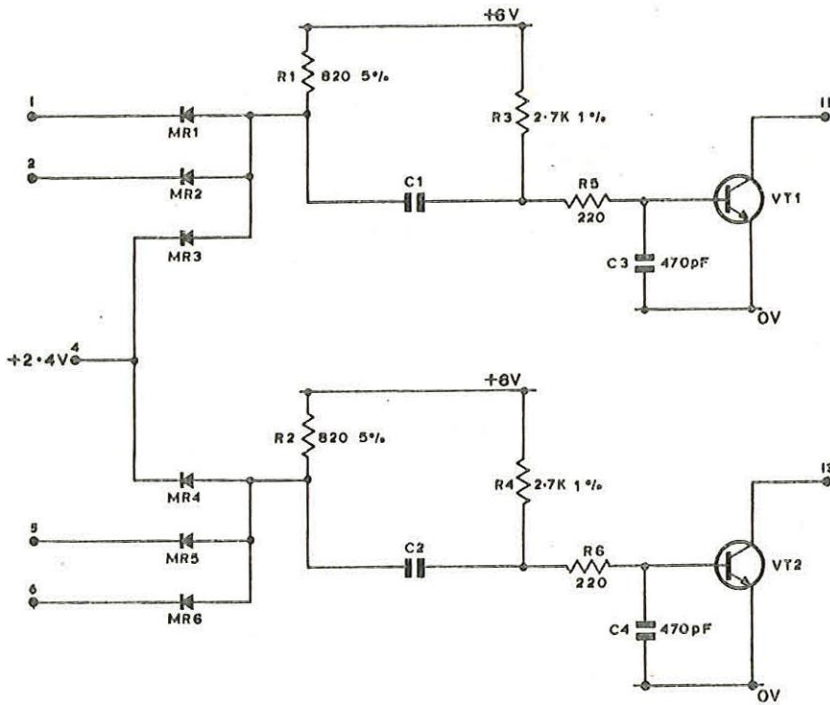 +6V
R1 820 5%
1
MR1
R3 2·7K 1%
11
2
MR2
C1
R5
220
VT1
MR3
C3 470pF
0V
+2·4V 4
+6V
R2 820 5%
MR4
R4 2·7K 1%
13
5
MR5
C2
R6
220
VT2
6
MR6
C4 470pF
0V